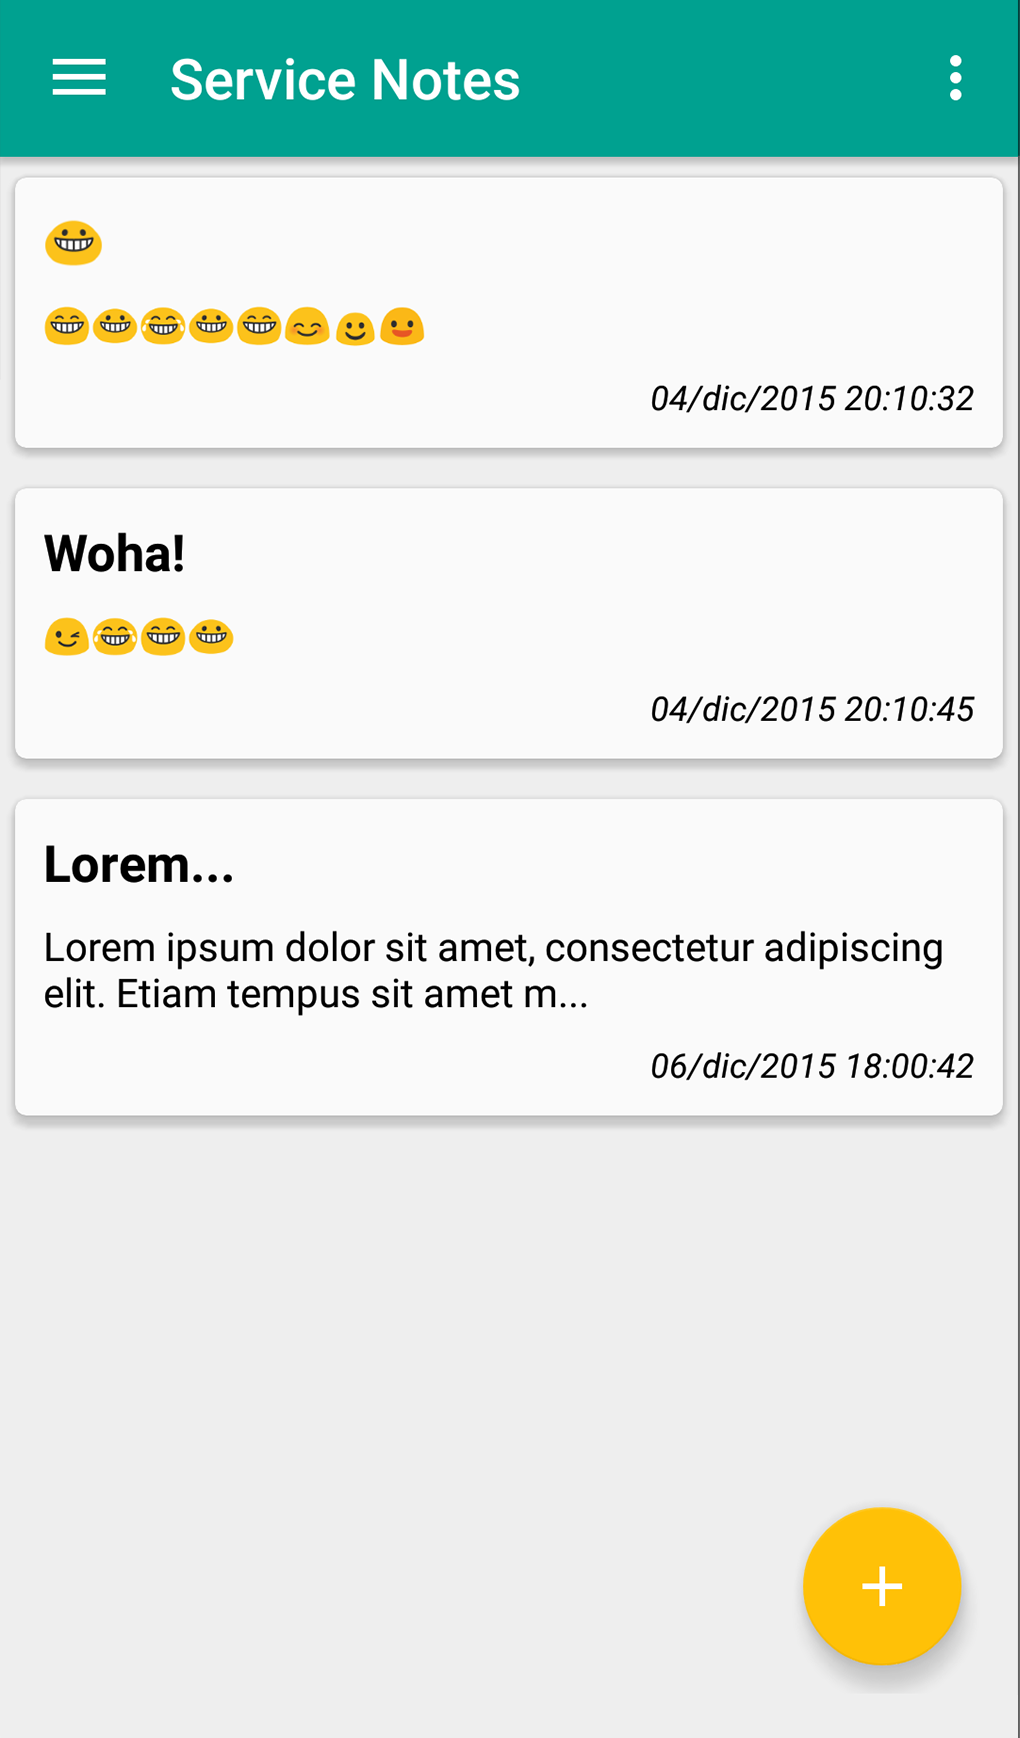 Service Notes
😀
😁😀😂😀😁😊🙂😃
04/dic/2015 20:10:32
Woha!
😉😂😁😀
04/dic/2015 20:10:45
Lorem...
Lorem ipsum dolor sit amet, consectetur adipiscing
elit. Etiam tempus sit amet m...
06/dic/2015 18:00:42